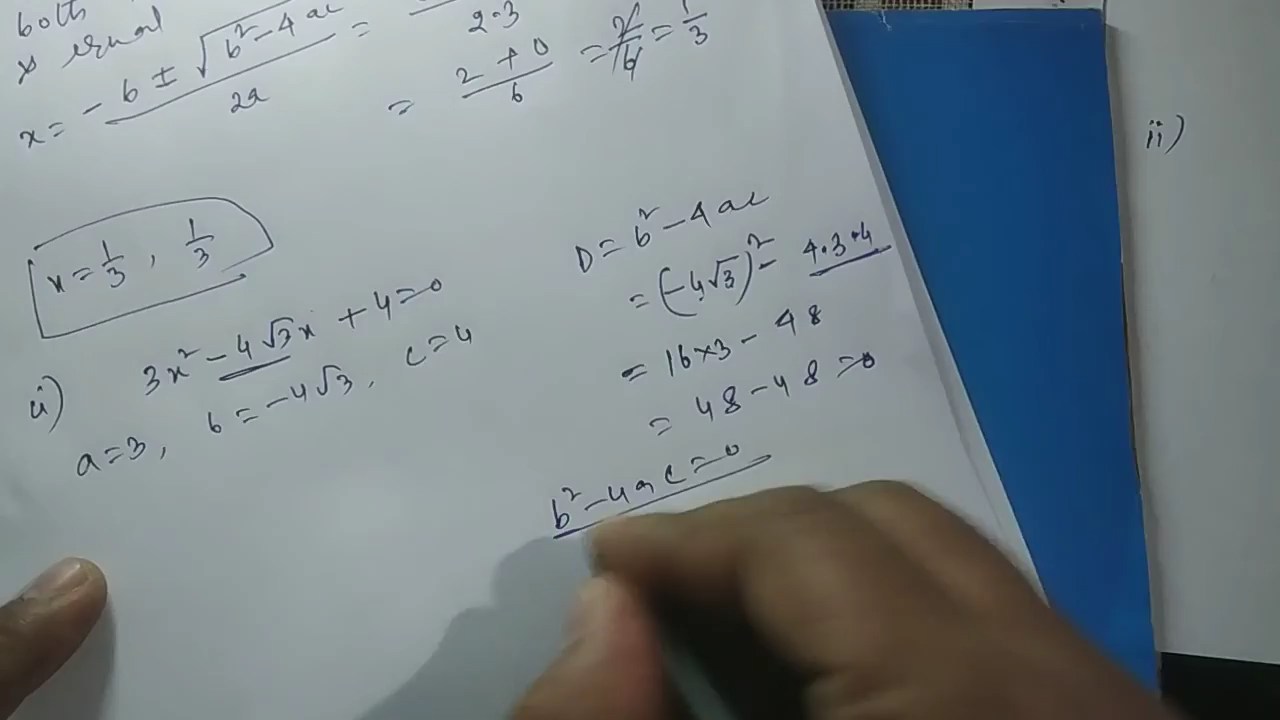 both
x = -b ± √b² - 4ac / 2a =
2·3
= 2 + 0 / 6 = 2/6 = 1/3
x = 1/3, 1/3
ii) 3x² - 4√3x + 4 = 0
a = 3, b = -4√3, c = 4
D = b² - 4ac
= (-4√3)² - 4·3·4
= 16×3 - 48
= 48 - 48 = 0
b² - 4ac = 0
ii)